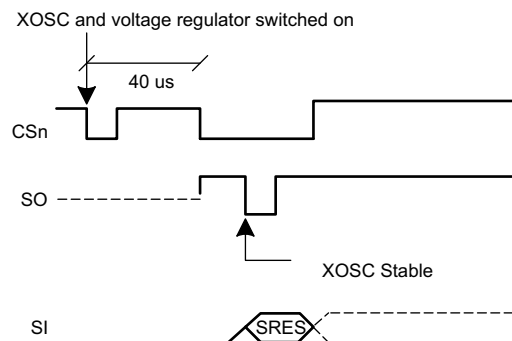 XOSC and voltage regulator switched on
40 us
CSn
SO
XOSC Stable
SI
SRES